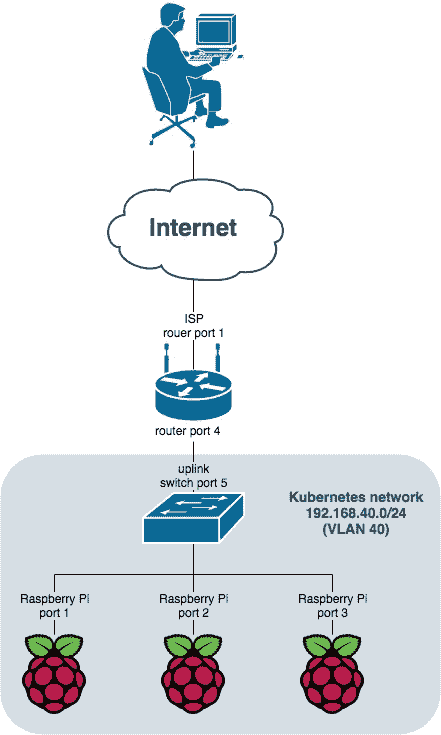 Internet
ISP
rouer port 1
router port 4
uplink
switch port 5
Kubernetes network
192.168.40.0/24
(VLAN 40)
Raspberry Pi
port 1
Raspberry Pi
port 2
Raspberry Pi
port 3